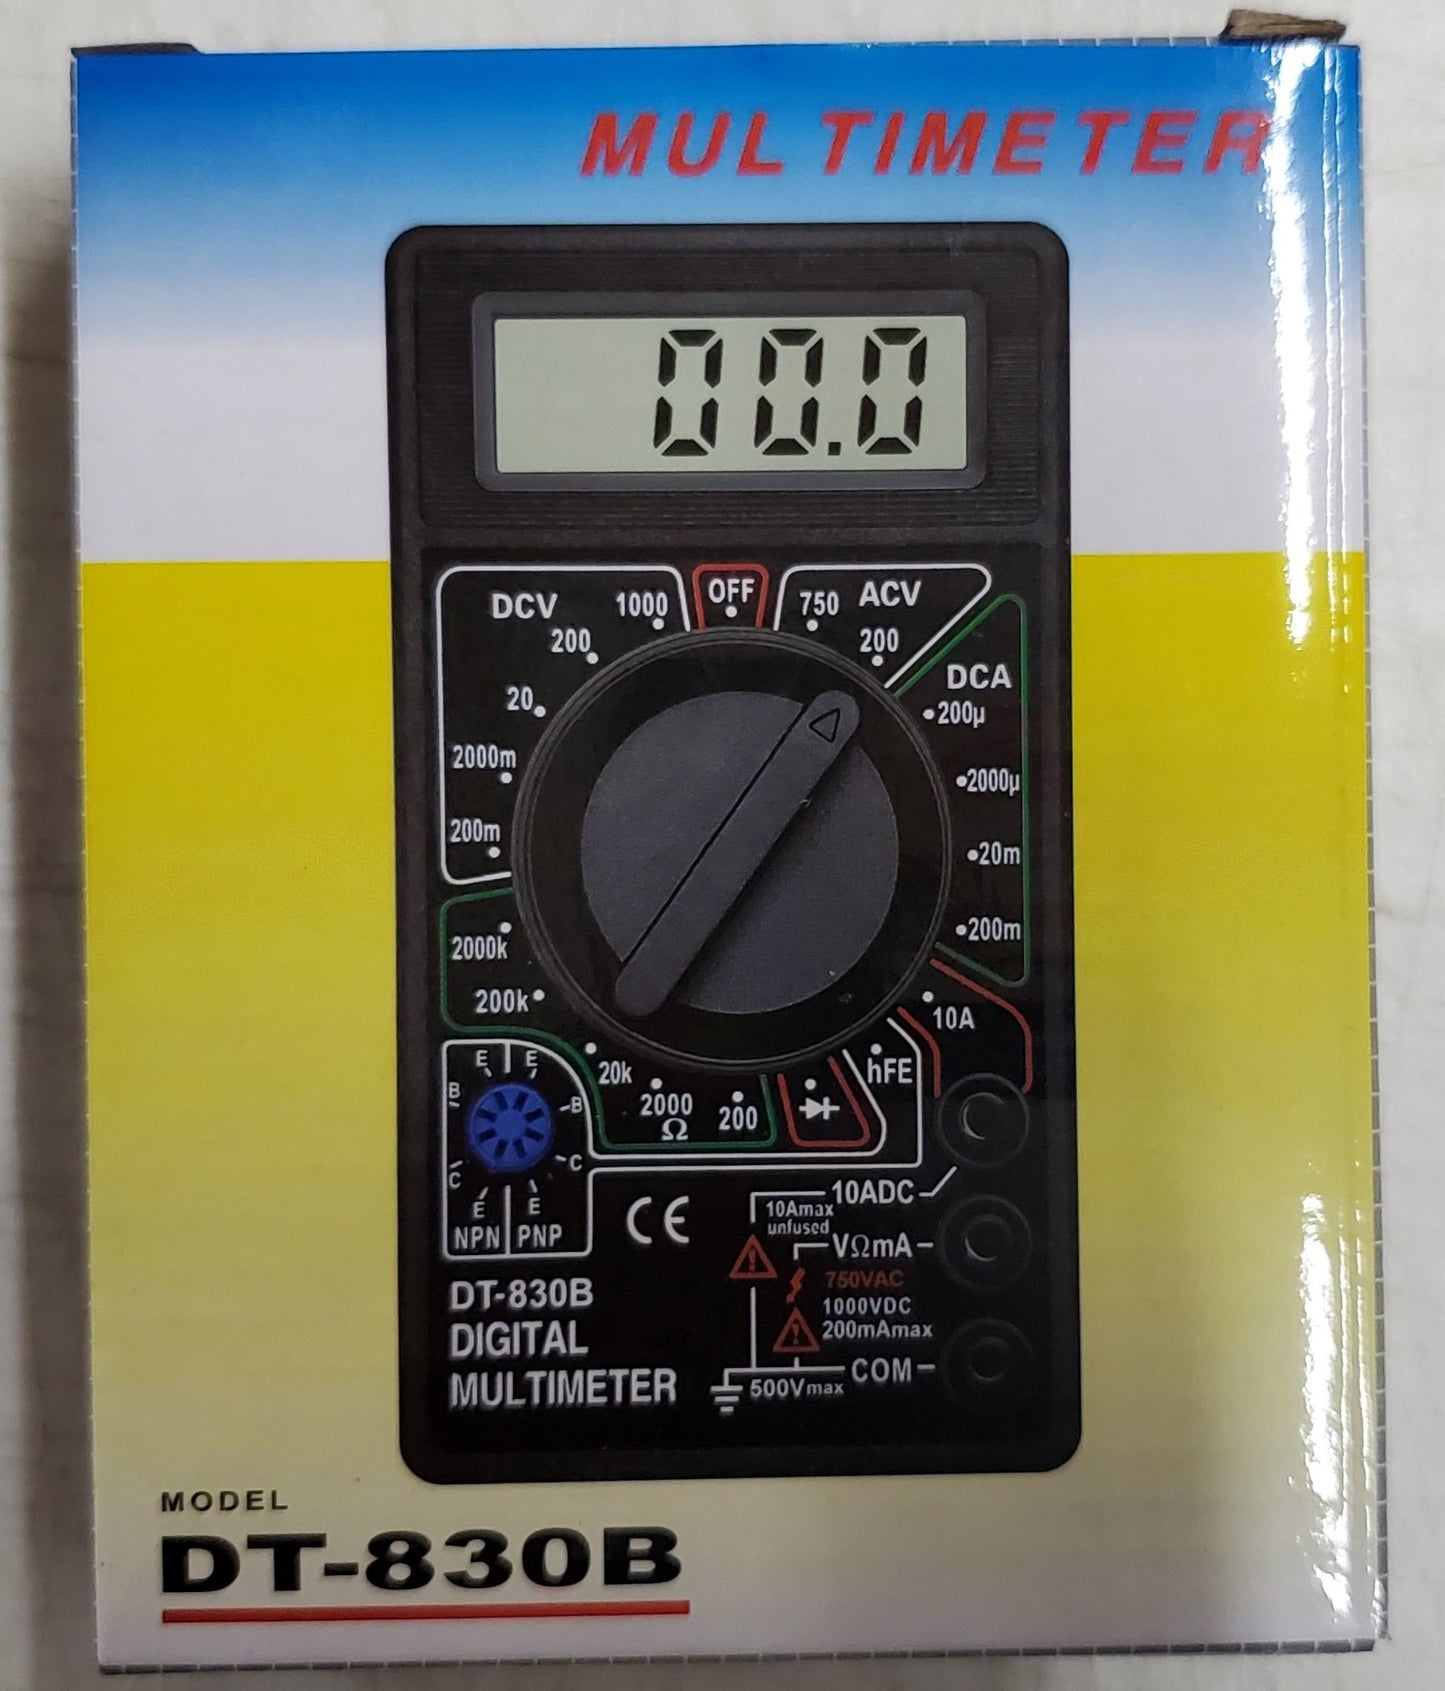 MULTIMETER
00.0
DCV 1000 OFF 750 ACV
200 200
DCA
20 200µ
2000m 2000µ
200m 20m
2000k 200m
200k 10A
20k 2000 Ω 200 hFE
E E
B B
C C
E E
NPN PNP
CE
10ADC
10Amax
unfused
VΩmA
750VAC
1000VDC
200mAmax
COM
500Vmax
DT-830B
DIGITAL
MULTIMETER
MODEL
DT-830B